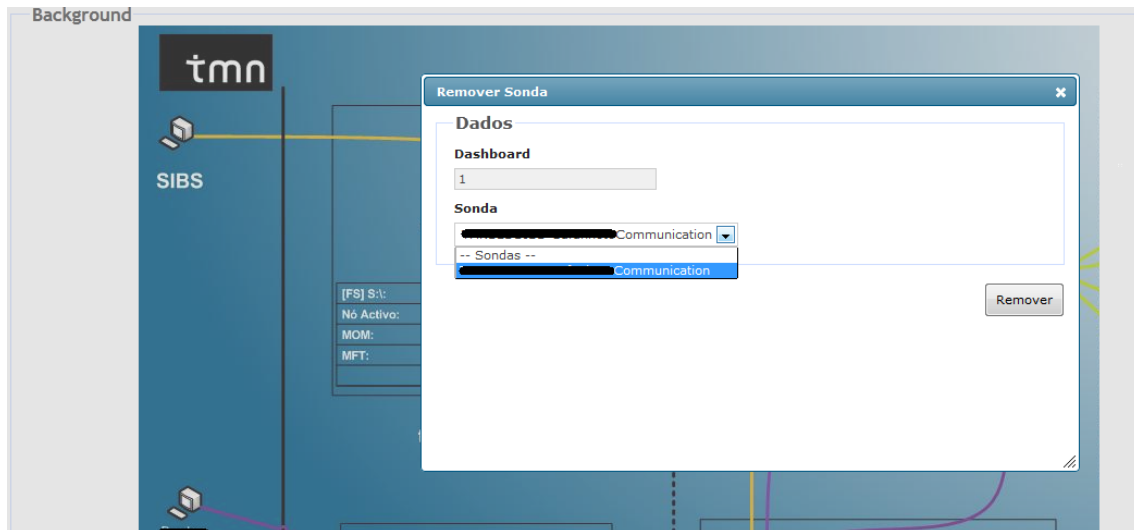 Background
tmn
SIBS
[FS] S:\:
Nó Activo:
MOM:
MFT:
Remover Sonda
Dados
Dashboard
1
Sonda
Communication
-- Sondas --
Communication
Remover